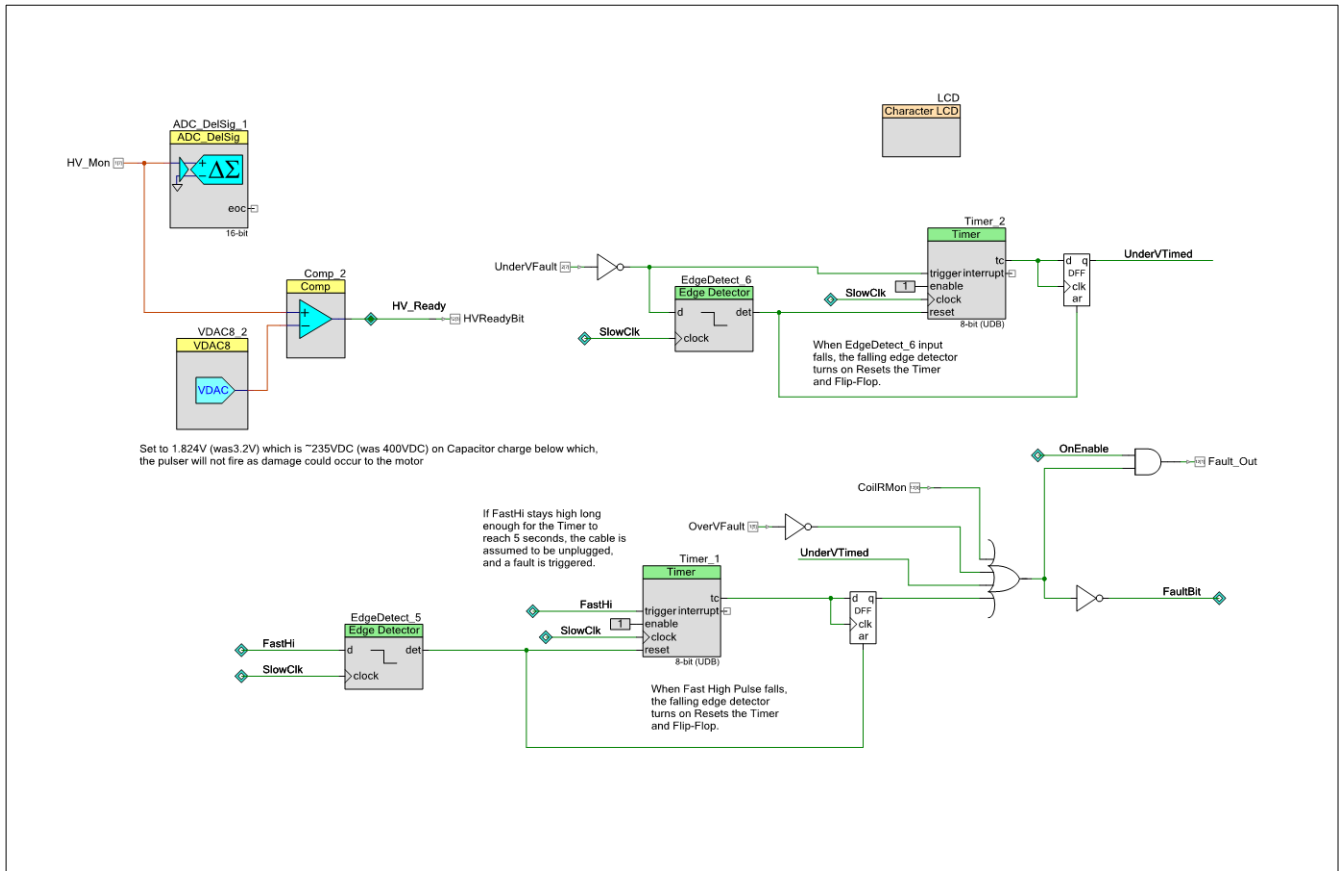 LCD
Character LCD
ADC_DelSig_1
ADC_DelSig
HV_Mon
+
−
ΔΣ
eoc
16-bit
Timer_2
Timer
tc
trigger interrupt
1
enable
SlowClk
clock
reset
8-bit (UDB)
d q
DFF
clk
ar
UnderVTimed
UnderVFault
EdgeDetect_6
Edge Detector
d det
SlowClk
clock
When EdgeDetect_6 input
falls, the falling edge detector
turns on Resets the Timer
and Flip-Flop.
Comp_2
Comp
+
−
HV_Ready
HVReadyBit
VDAC8_2
VDAC8
VDAC
Set to 1.824V (was3.2V) which is ~235VDC (was 400VDC) on Capacitor charge below which,
the pulser will not fire as damage could occur to the motor
OnEnable
Fault_Out
CoilRMon
OverVFault
UnderVTimed
FaultBit
If FastHi stays high long
enough for the Timer to
reach 5 seconds, the cable is
assumed to be unplugged,
and a fault is triggered.
Timer_1
Timer
tc
FastHi
trigger interrupt
1
enable
SlowClk
clock
reset
8-bit (UDB)
d q
DFF
clk
ar
EdgeDetect_5
Edge Detector
FastHi
d det
SlowClk
clock
When Fast High Pulse falls,
the falling edge detector
turns on Resets the Timer
and Flip-Flop.